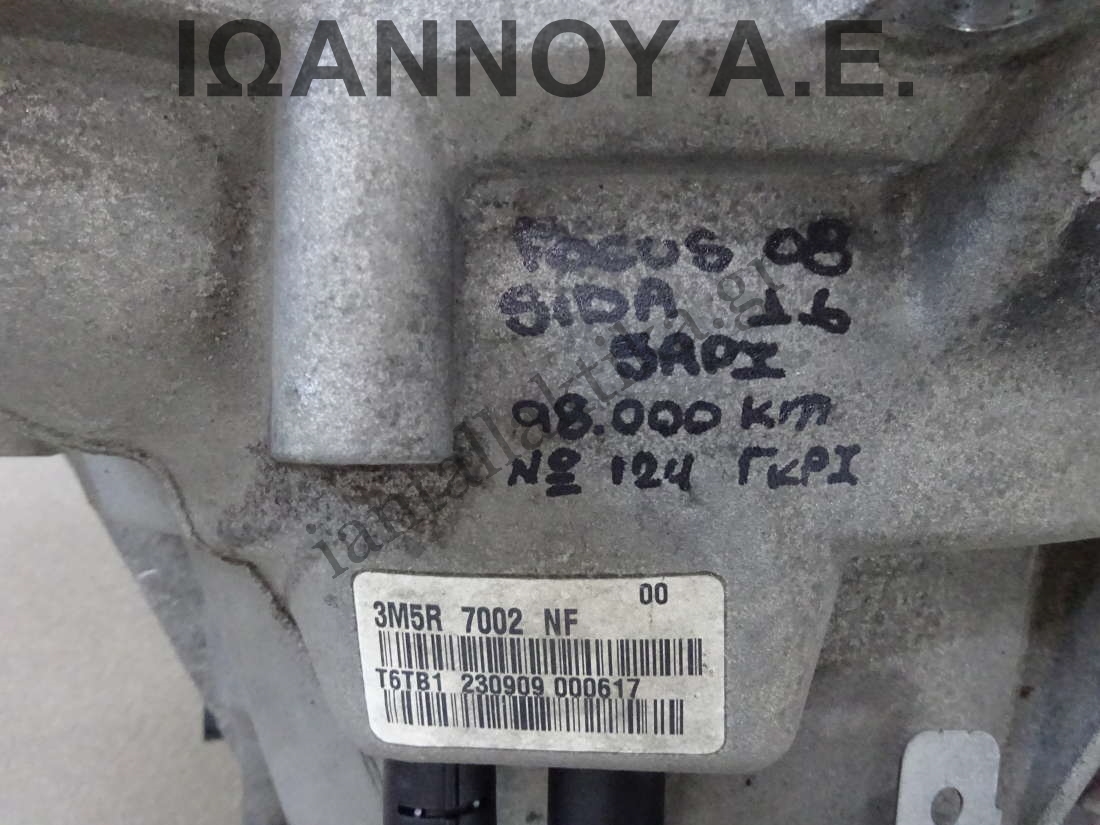 ΙΩΑΝΝΟΥ Α.Ε.
FOCUS 08
SIDA 1.6
5ΑΡΙ
98.000 KM
Nº 124 ΓΚΡΙ
00
3M5R 7002 NF
T6TB1 230909 000617